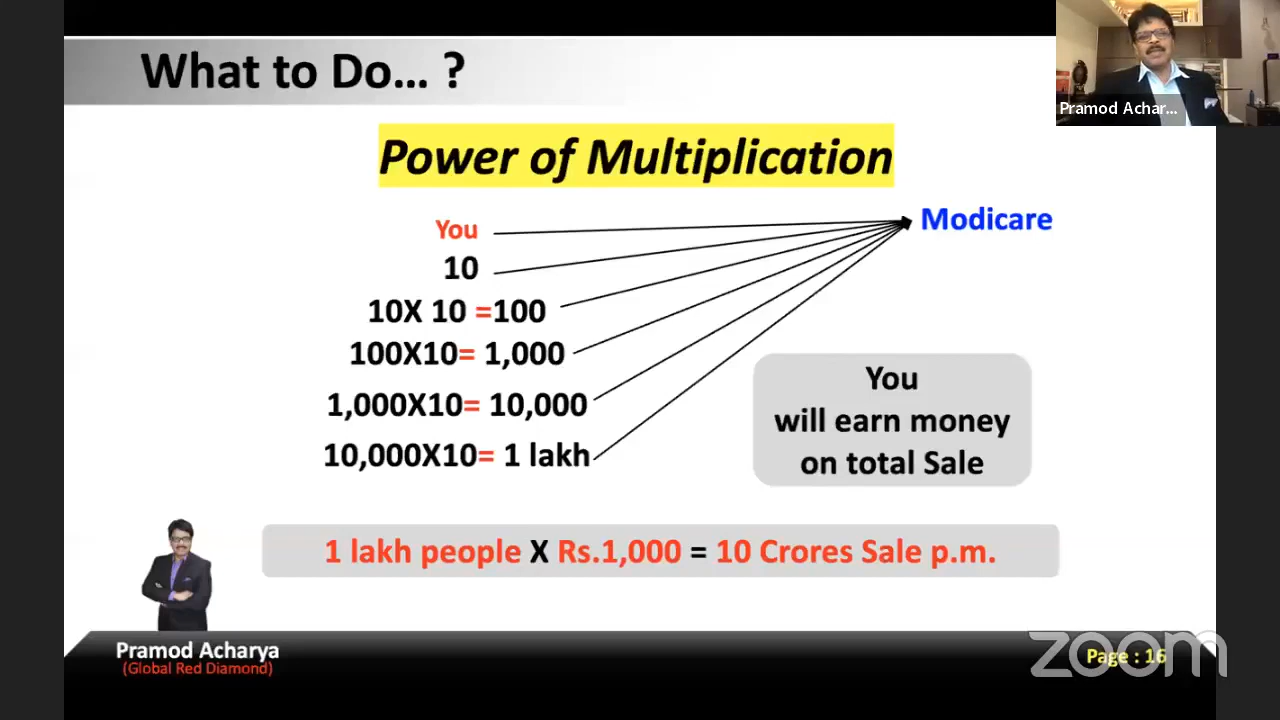 What to Do... ?
Pramod Achar...
Power of Multiplication
You
Modicare
10
10X 10 =100
100X10= 1,000
1,000X10= 10,000
10,000X10= 1 lakh
You
will earn money
on total Sale
1 lakh people X Rs.1,000 = 10 Crores Sale p.m.
Pramod Acharya
(Global Red Diamond)
Page : 16
zoom